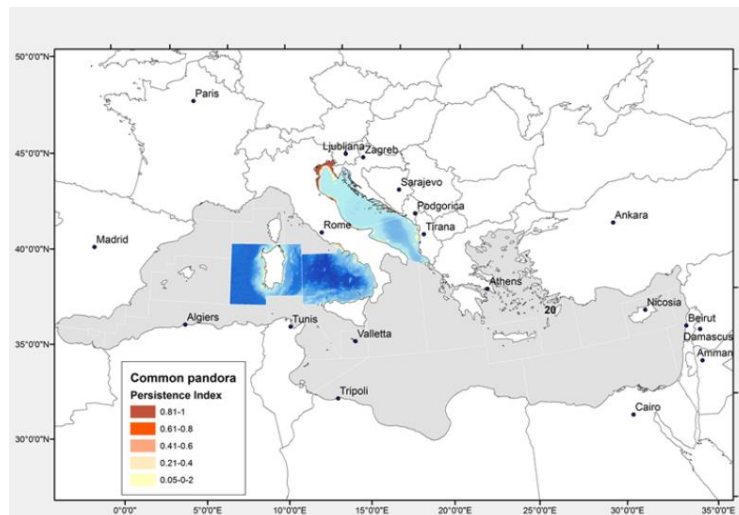 50°0'0"N
Paris
Ljubljana
Zagreb
45°0'0"N
Sarajevo
Podgorica
Rome
Tirana
Ankara
Madrid
40°0'0"N
Athens
20
Nicosia
Algiers
Tunis
Valletta
Beirut
Damascus
35°0'0"N
Amman
Common pandora
Persistence Index
0.81-1
0.61-0.8
0.41-0.6
0.21-0.4
0.05-0-2
Tripoli
Cairo
30°0'0"N
0°0'0"
5°0'0"E
10°0'0"E
15°0'0"E
20°0'0"E
25°0'0"E
30°0'0"E
35°0'0"E